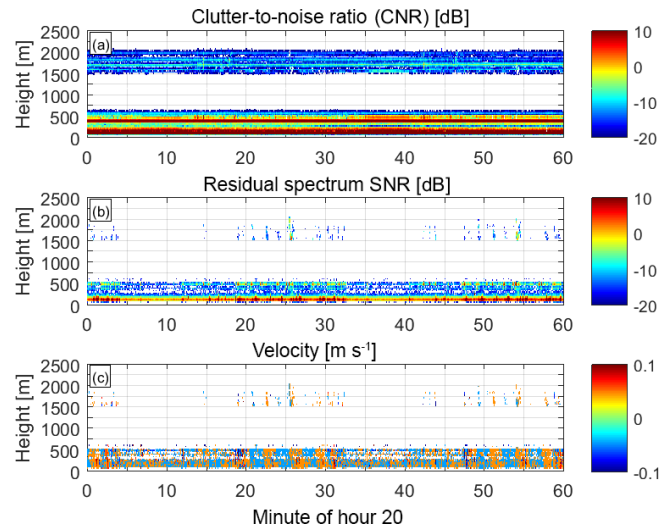 Clutter-to-noise ratio (CNR) [dB]
(a)
Height [m]
2500
2000
1500
1000
500
0
0 10 20 30 40 50 60
10
0
-10
-20
Residual spectrum SNR [dB]
(b)
Height [m]
2500
2000
1500
1000
500
0
0 10 20 30 40 50 60
10
0
-10
-20
Velocity [m s⁻¹]
(c)
Height [m]
2500
2000
1500
1000
500
0
0 10 20 30 40 50 60
0.1
0
-0.1
Minute of hour 20